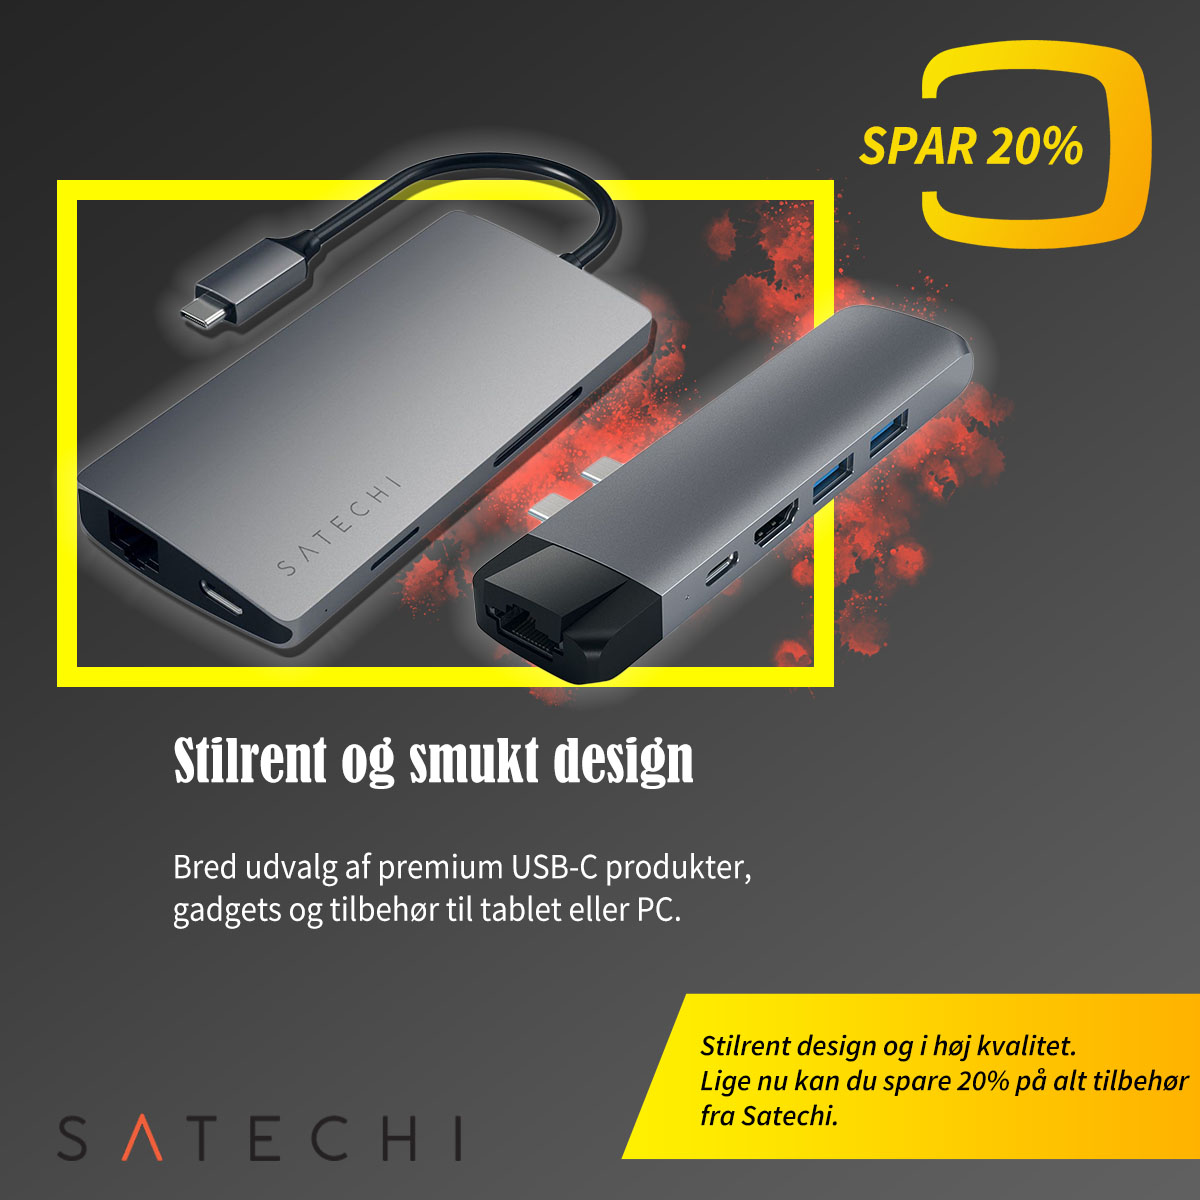 SPAR 20%
SATECHI
Stilrent og smukt design
Bred udvalg af premium USB-C produkter,
gadgets og tilbehør til tablet eller PC.
Stilrent design og i høj kvalitet.
Lige nu kan du spare 20% på alt tilbehør
fra Satechi.
SATECHI